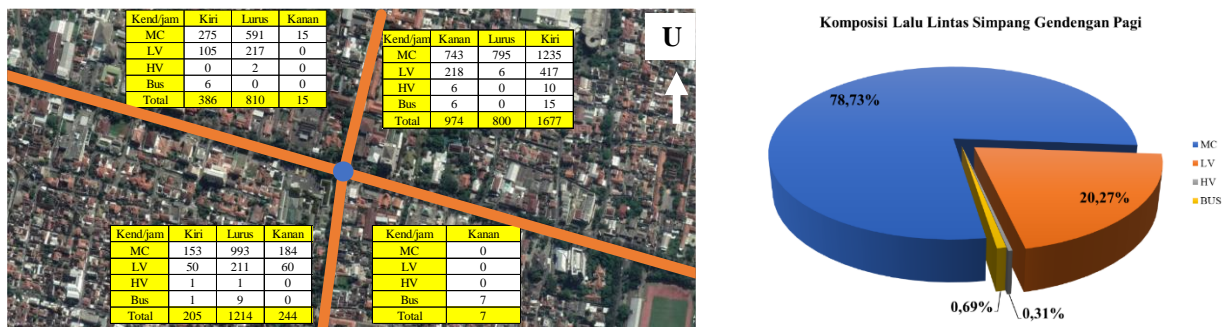 Kend/jam Kiri Lurus Kanan
MC 275 591 15
LV 105 217 0
HV 0 2 0
Bus 6 0 0
Total 386 810 15
Kend/jam Kanan Lurus Kiri
MC 743 795 1235
LV 218 6 417
HV 6 0 10
Bus 6 0 15
Total 974 800 1677
U
Kend/jam Kiri Lurus Kanan
MC 153 993 184
LV 50 211 60
HV 1 1 0
Bus 1 9 0
Total 205 1214 244
Kend/jam Kanan
MC 0
LV 0
HV 0
Bus 7
Total 7
Komposisi Lalu Lintas Simpang Gendengan Pagi
78,73%
20,27%
0,69%
0,31%
MC
LV
HV
BUS